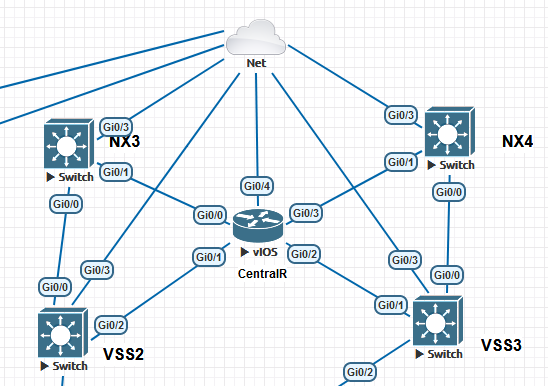 Net
Gi0/3
NX3
Switch
Gi0/1
Gi0/0
Gi0/3
NX4
Switch
Gi0/1
Gi0/0
Gi0/4
Gi0/0
Gi0/3
vIOS
CentralR
Gi0/1
Gi0/2
Gi0/0
Gi0/3
Gi0/2
Switch
VSS2
Gi0/3
Gi0/0
Gi0/1
Switch
VSS3
Gi0/2